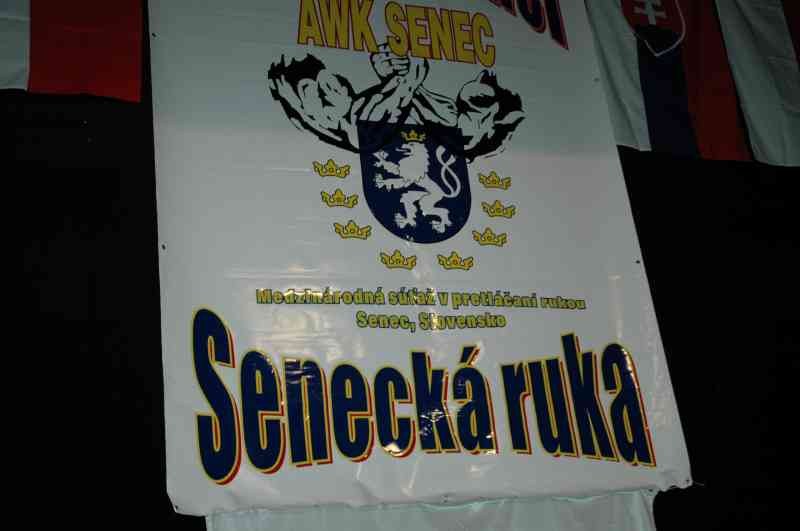 AWK SENEC
Medzinárodná súťaž v pretláčaní rukou
Senec, Slovensko
Senecká ruka